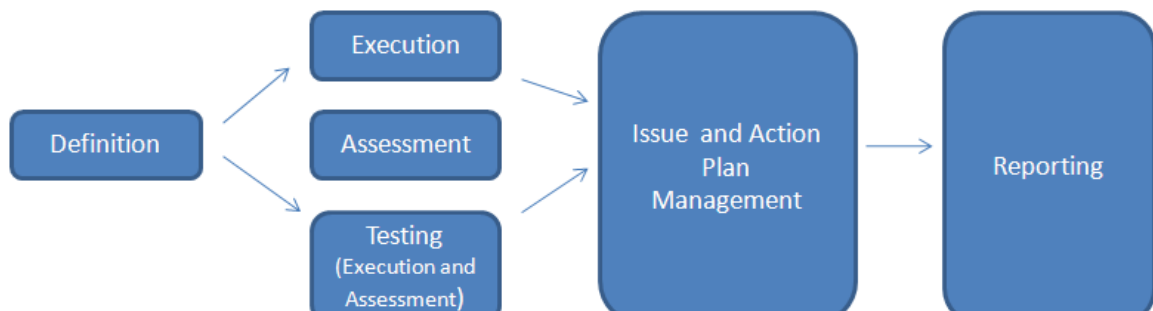 Definition
Execution
Assessment
Testing
(Execution and
Assessment)
Issue and Action
Plan
Management
Reporting